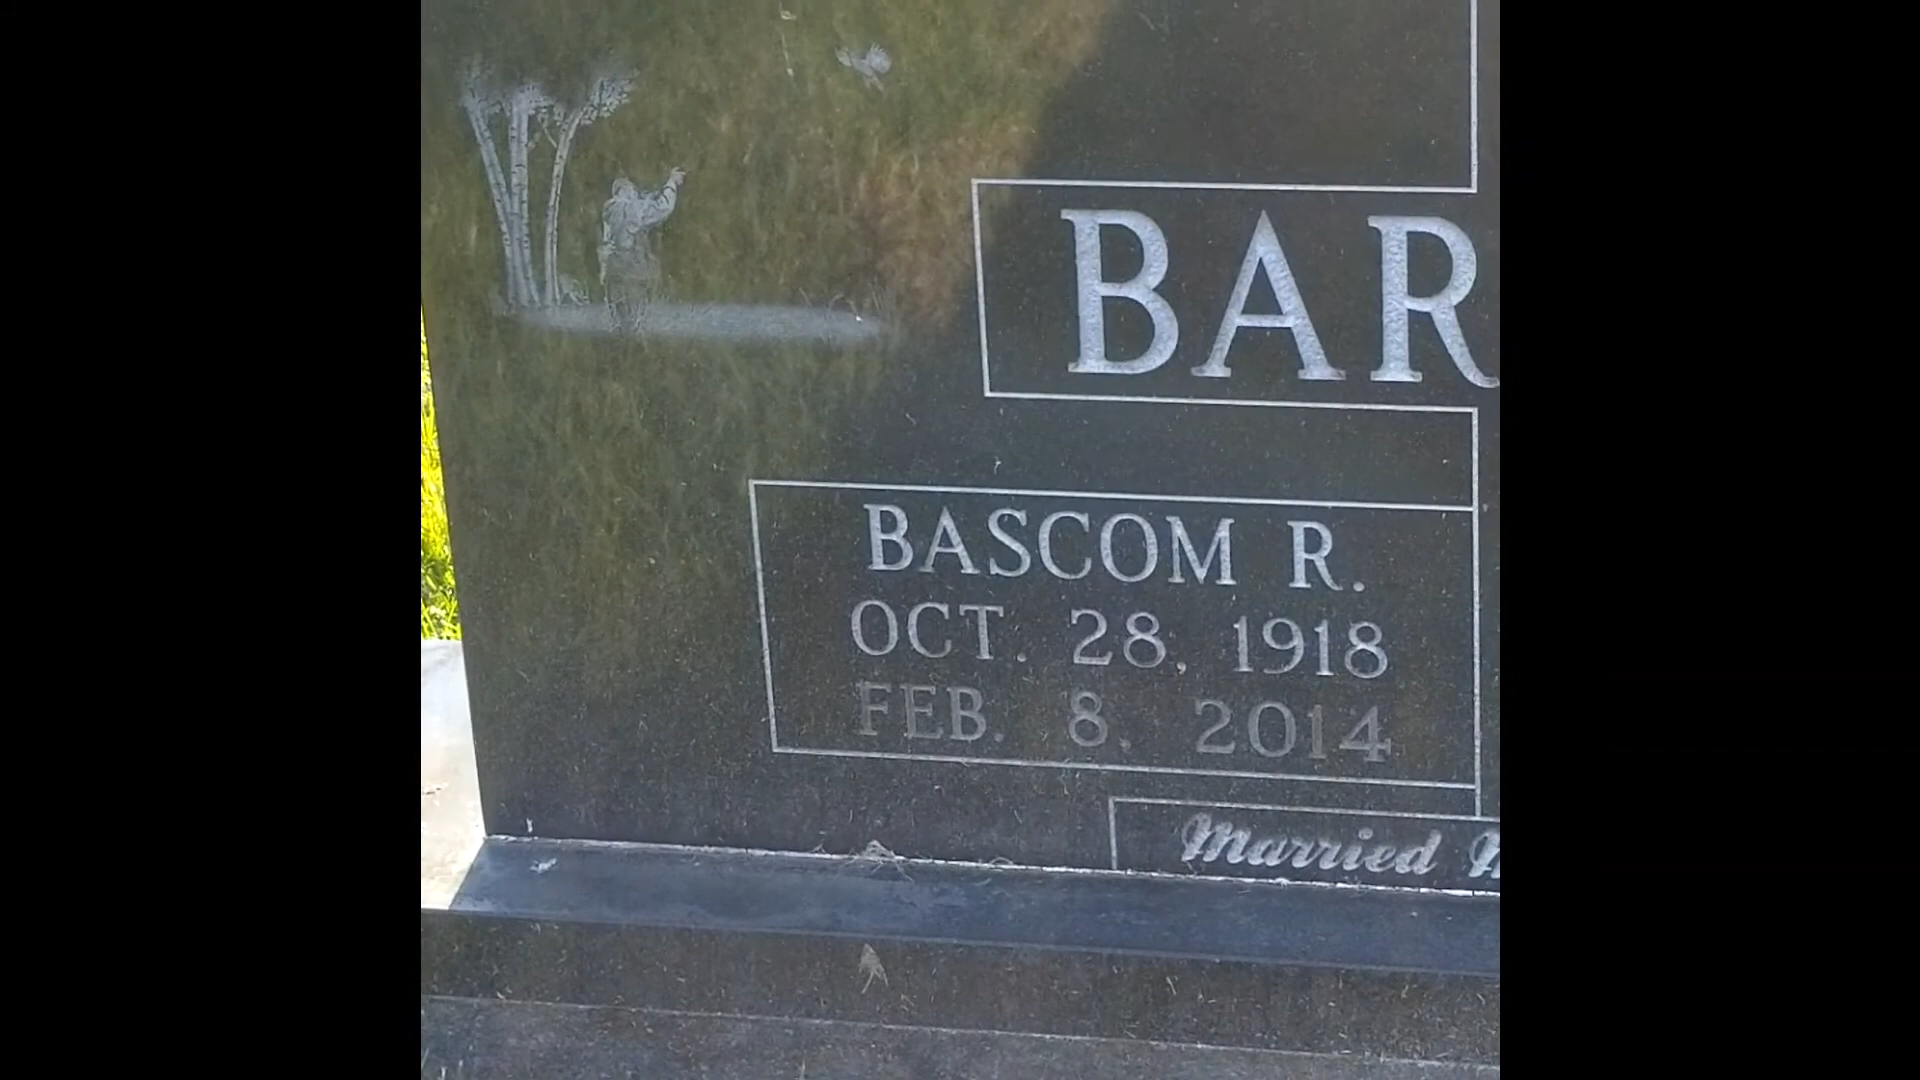 BAR
BASCOM R.
OCT. 28, 1918
FEB. 8, 2014
Married